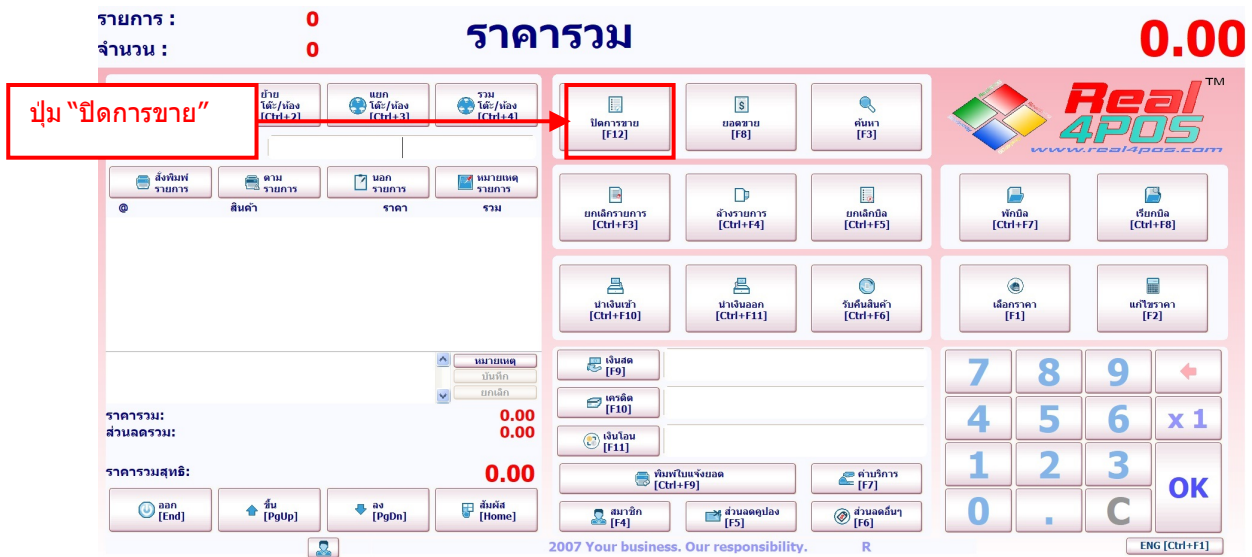 รายการ : 0
จำนวน : 0
ราคารวม
0.00
ปุ่ม “ปิดการขาย”
ย้าย
โต๊ะ/ห้อง
[Ctrl+2]
แยก
โต๊ะ/ห้อง
[Ctrl+3]
รวม
โต๊ะ/ห้อง
[Ctrl+4]
สั่งพิมพ์
รายการ
ตาม
รายการ
นอก
รายการ
หมายเหตุ
รายการ
@ สินค้า ราคา รวม
หมายเหตุ
บันทึก
ยกเลิก
ราคารวม: 0.00
ส่วนลดรวม: 0.00
ราคารวมสุทธิ: 0.00
ออก
[End]
ขึ้น
[PgUp]
ลง
[PgDn]
สัมผัส
[Home]
ปิดการขาย
[F12]
ยอดขาย
[F8]
ค้นหา
[F3]
ยกเลิกรายการ
[Ctrl+F3]
ล้างรายการ
[Ctrl+F4]
ยกเลิกบิล
[Ctrl+F5]
นำเงินเข้า
[Ctrl+F10]
นำเงินออก
[Ctrl+F11]
รับคืนสินค้า
[Ctrl+F6]
เงินสด
[F9]
เครดิต
[F10]
เงินโอน
[F11]
พิมพ์ใบแจ้งยอด
[Ctrl+F9]
ค่าบริการ
[F7]
สมาชิก
[F4]
ส่วนลดคูปอง
[F5]
ส่วนลดอื่นๆ
[F6]
Real TM
4POS
www.real4pos.com
พักบิล
[Ctrl+F7]
เรียกบิล
[Ctrl+F8]
เลือกราคา
[F1]
แก้ไขราคา
[F2]
7 8 9
4 5 6 x 1
1 2 3 OK
0 . C
2007 Your business. Our responsibility. R
ENG [Ctrl+F1]